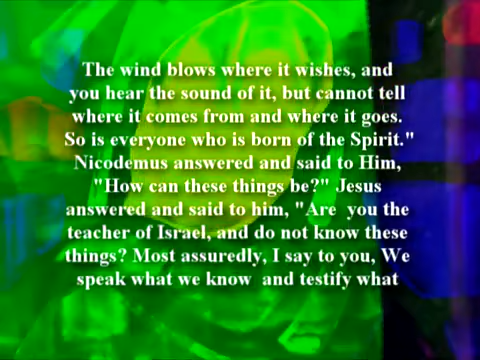 The wind blows where it wishes, and
you hear the sound of it, but cannot tell
where it comes from and where it goes.
So is everyone who is born of the Spirit."
Nicodemus answered and said to Him,
"How can these things be?" Jesus
answered and said to him, "Are  you the
teacher of Israel, and do not know these
things? Most assuredly, I say to you, We
speak what we know  and testify what